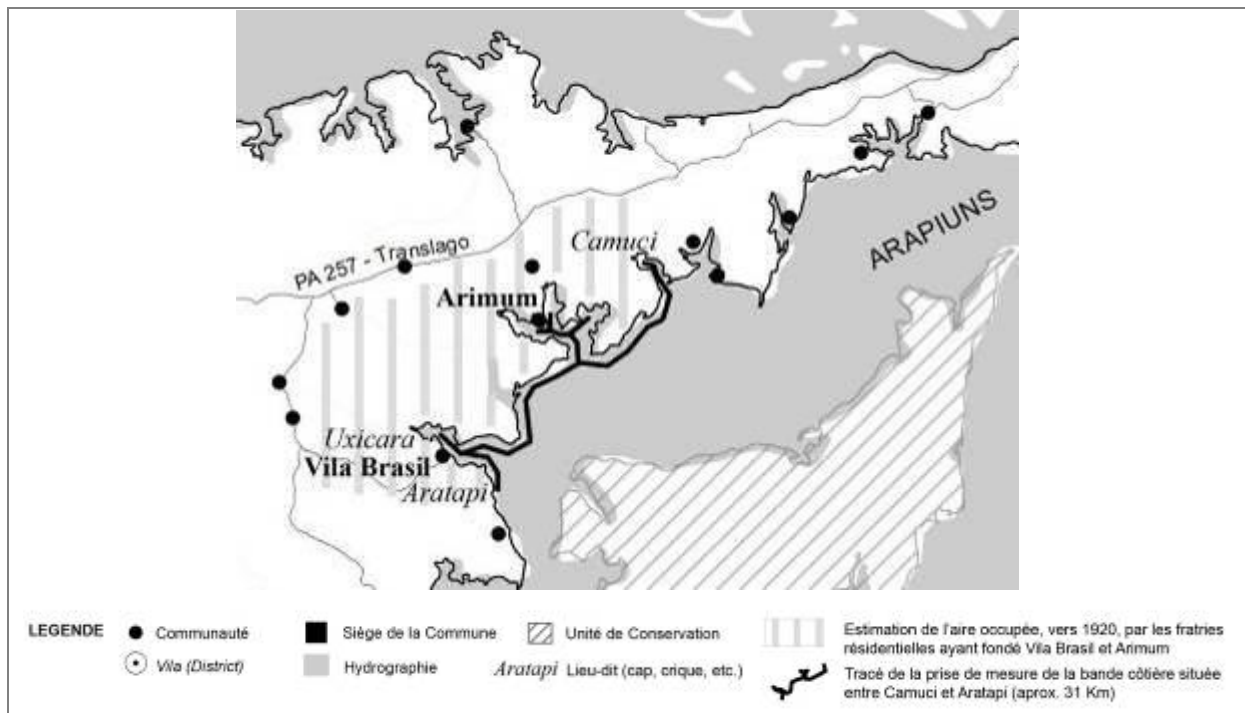 ARAPIUNS
Camuci
PA 257 - Translago
Arimum
Uxicara
Vila Brasil
Aratapi
LEGENDE
Communauté
Vila (District)
Siège de la Commune
Hydrographie
Unité de Conservation
Aratapi Lieu-dit (cap, crique, etc.)
Estimation de l'aire occupée, vers 1920, par les fratries
résidentielles ayant fondé Vila Brasil et Arimum
Tracé de la prise de mesure de la bande côtière située
entre Camuci et Aratapi (aprox. 31 Km)